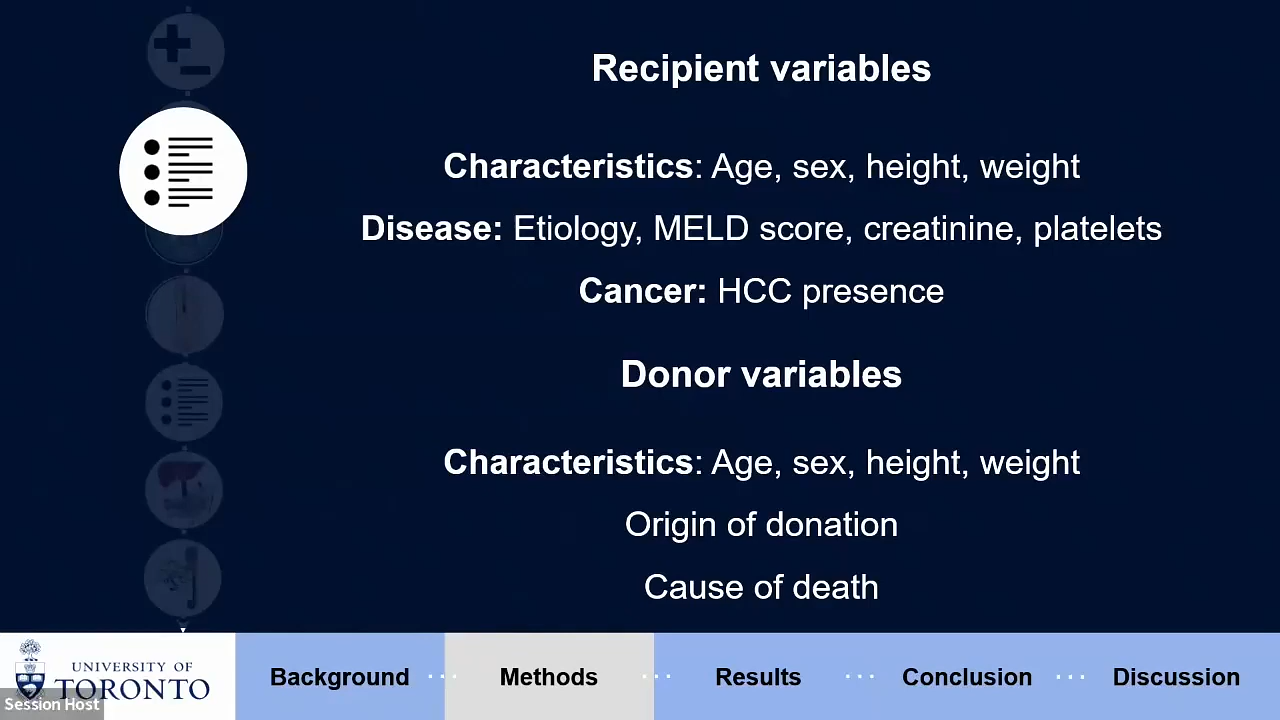 Recipient variables
Characteristics: Age, sex, height, weight
Disease: Etiology, MELD score, creatinine, platelets
Cancer: HCC presence
Donor variables
Characteristics: Age, sex, height, weight
Origin of donation
Cause of death
UNIVERSITY OF
TORONTO
Session Host
Background ... Methods ... Results ... Conclusion ... Discussion